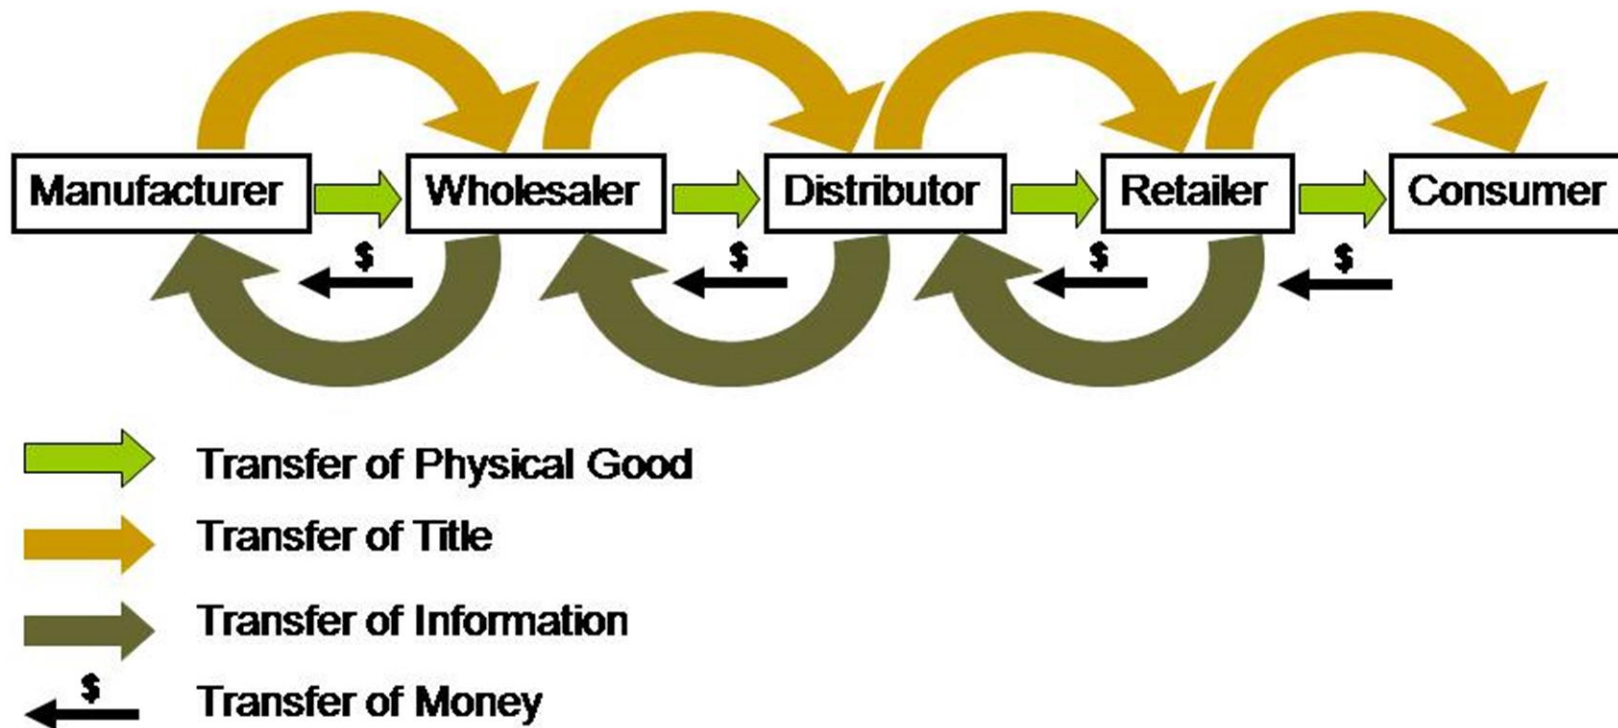 Manufacturer Wholesaler Distributor Retailer Consumer
$ $ $ $
Transfer of Physical Good
Transfer of Title
Transfer of Information
$ Transfer of Money